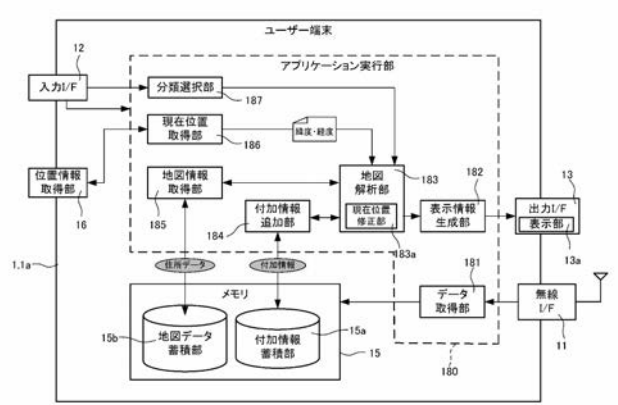 ユーザー端末
12
アプリケーション実行部
入力I/F
分類選択部
187
現在位置
取得部
186
緯度・経度
位置情報
取得部
16
地図情報
取得部
185
地図
解析部
183
現在位置
修正部
183a
182
表示情報
生成部
13
出力I/F
表示部
13a
付加情報
追加部
184
1,1a
住所データ
付加情報
181
データ
取得部
無線
I/F
11
メモリ
15b
地図データ
蓄積部
15a
付加情報
蓄積部
15
180